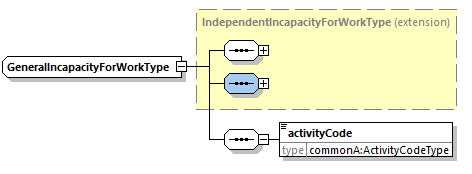 IndependentIncapacityForWorkType (extension)
GeneralIncapacityForWorkType
activityCode
type commonA:ActivityCodeType